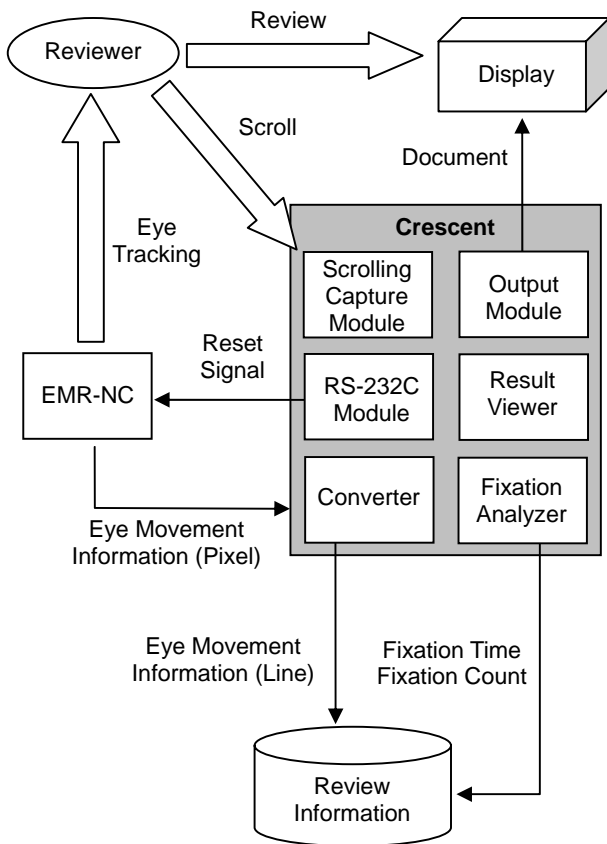 Review
Reviewer
Display
Scroll
Document
Eye
Tracking
Crescent
Scrolling
Capture
Module
Output
Module
Reset
Signal
EMR-NC
RS-232C
Module
Result
Viewer
Converter
Fixation
Analyzer
Eye Movement
Information (Pixel)
Eye Movement
Information (Line)
Fixation Time
Fixation Count
Review
Information